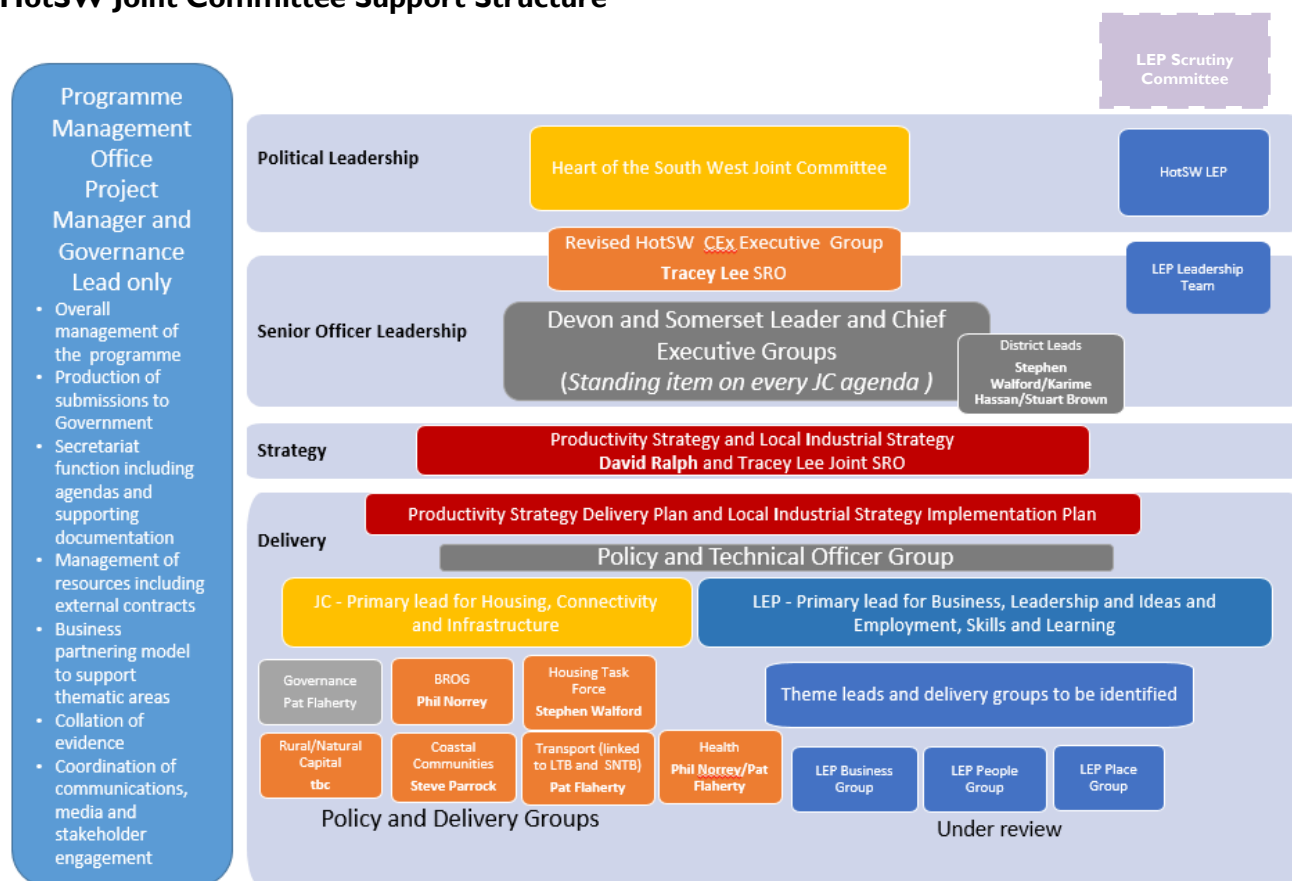 HotSW Joint Committee Support Structure
LEP Scrutiny
Committee
Programme
Management
Office
Project
Manager and
Governance
Lead only
• Overall
management of
the programme
• Production of
submissions to
Government
• Secretariat
function including
agendas and
supporting
documentation
• Management of
resources including
external contracts
• Business
partnering model
to support
thematic areas
• Collation of
evidence
• Coordination of
communications,
media and
stakeholder
engagement
Political Leadership
Heart of the South West Joint Committee
HotSW LEP
Revised HotSW CEx Executive Group
Tracey Lee SRO
LEP Leadership
Team
Senior Officer Leadership
Devon and Somerset Leader and Chief
Executive Groups
(Standing item on every JC agenda )
District Leads
Stephen
Walford/Karime
Hassan/Stuart Brown
Strategy
Productivity Strategy and Local Industrial Strategy
David Ralph and Tracey Lee Joint SRO
Delivery
Productivity Strategy Delivery Plan and Local Industrial Strategy Implementation Plan
Policy and Technical Officer Group
JC - Primary lead for Housing, Connectivity
and Infrastructure
LEP - Primary lead for Business, Leadership and Ideas and
Employment, Skills and Learning
Governance
Pat Flaherty
BROG
Phil Norrey
Housing Task
Force
Stephen Walford
Theme leads and delivery groups to be identified
Rural/Natural
Capital
tbc
Coastal
Communities
Steve Parrock
Transport (linked
to LTB and SNTB)
Pat Flaherty
Health
Phil Norrey/Pat
Flaherty
LEP Business
Group
LEP People
Group
LEP Place
Group
Policy and Delivery Groups
Under review